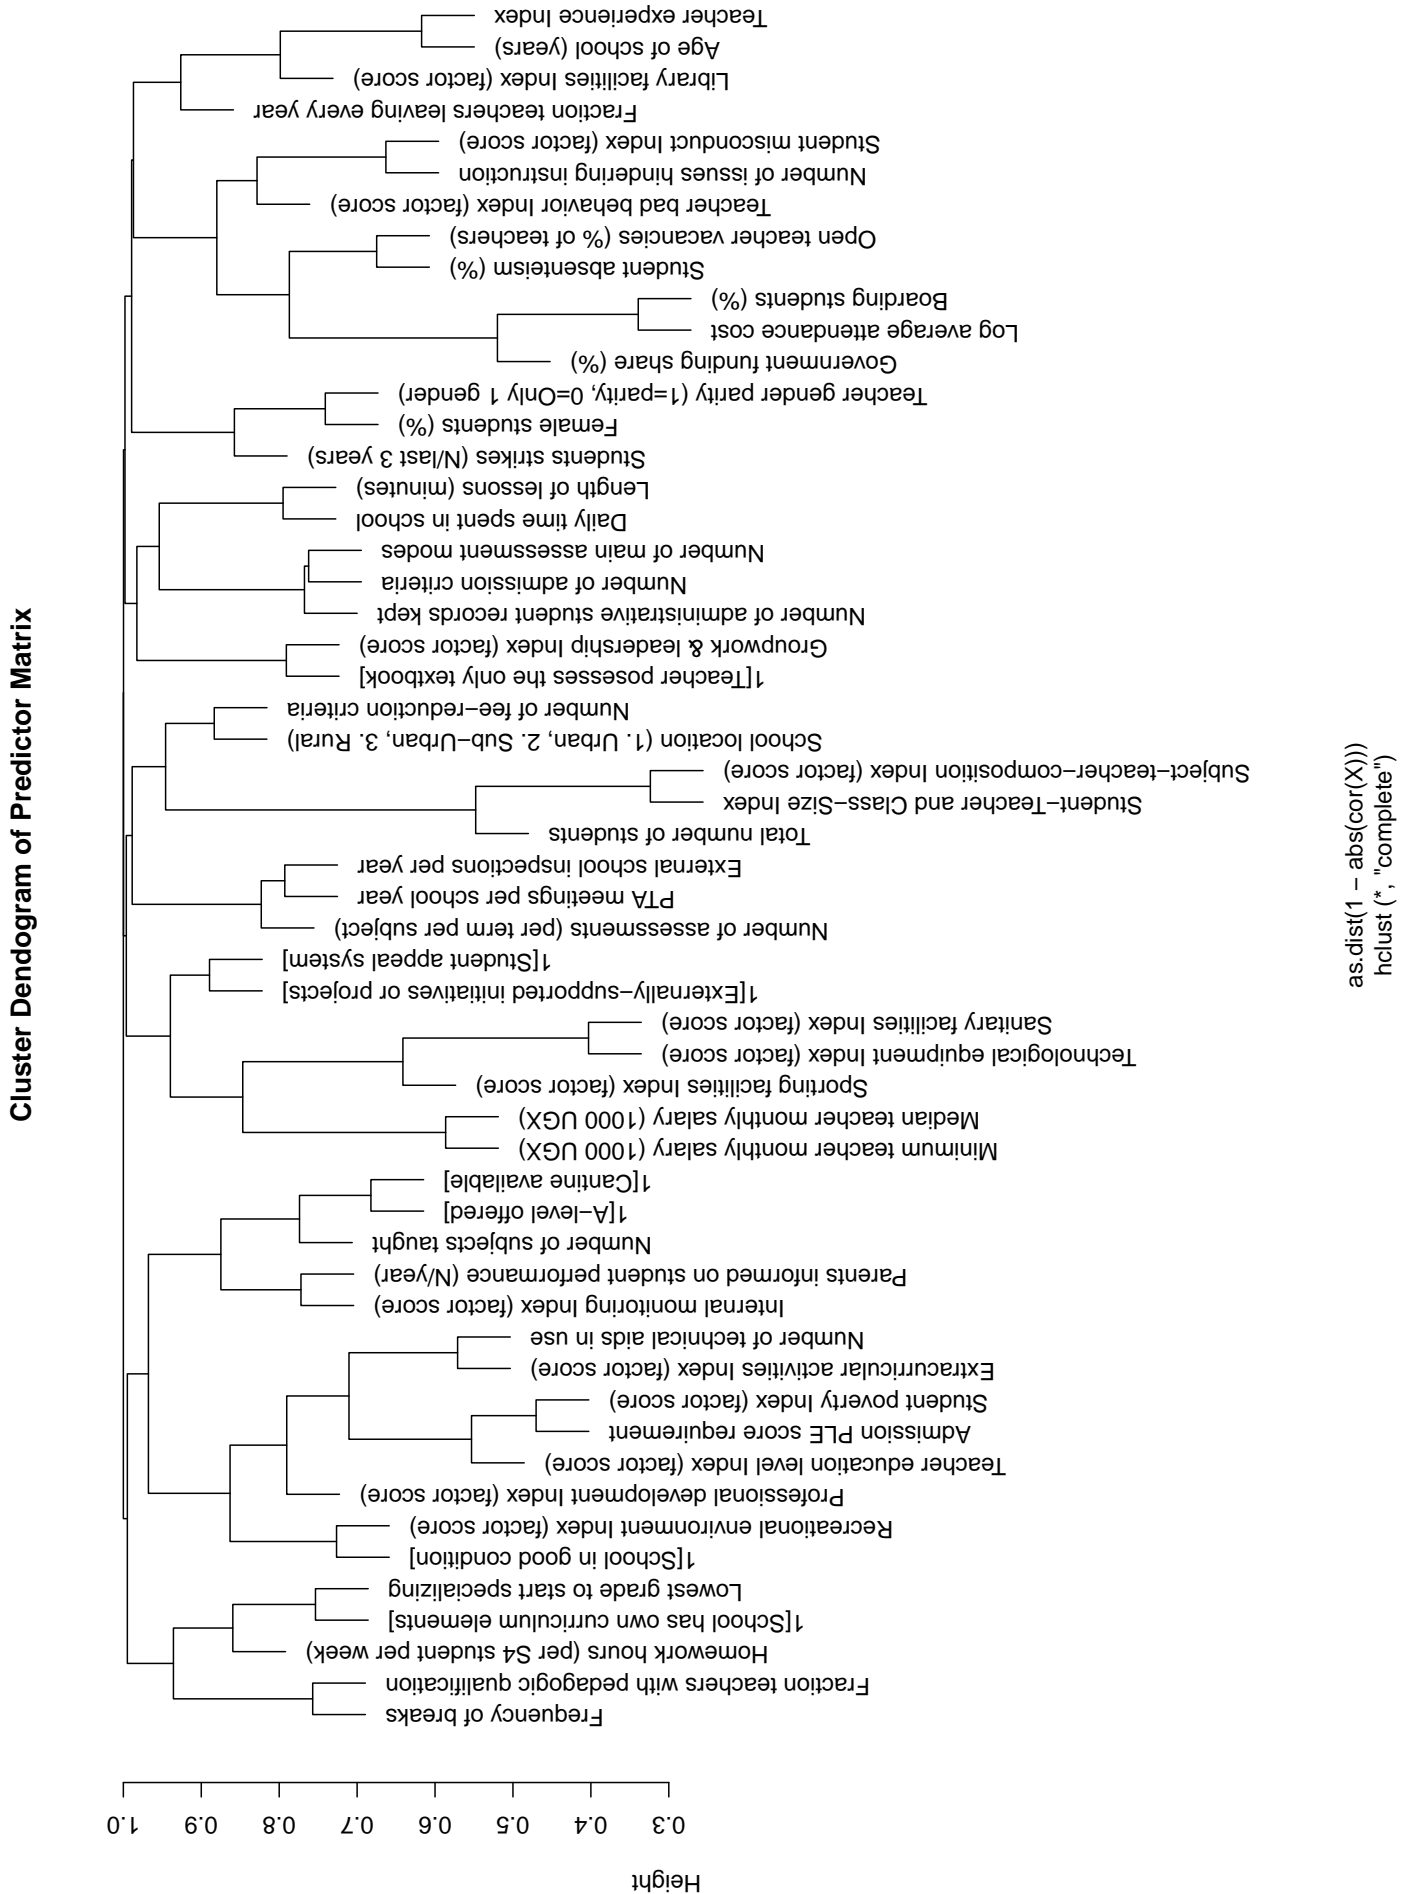 Cluster Dendogram of Predictor Matrix
Teacher experience Index
Age of school (years)
Library facilities Index (factor score)
Fraction teachers leaving every year
Student misconduct Index (factor score)
Number of issues hindering instruction
Teacher bad behavior Index (factor score)
Open teacher vacancies (% of teachers)
Student absenteism (%)
Boarding students (%)
Log average attendance cost
Government funding share (%)
Teacher gender parity (1=parity, 0=Only 1 gender)
Female students (%)
Students strikes (N/last 3 years)
Length of lessons (minutes)
Daily time spent in school
Number of main assessment modes
Number of admission criteria
Number of administrative student records kept
Groupwork & leadership Index (factor score)
1[Teacher posesses the only textbook]
Number of fee−reduction criteria
School location (1. Urban, 2. Sub−Urban, 3. Rural)
Subject−teacher−composition Index (factor score)
Student−Teacher and Class−Size Index
Total number of students
External school inspections per year
PTA meetings per school year
Number of assessments (per term per subject)
1[Student appeal system]
1[Externally−supported initiatives or projects]
Sanitary facilities Index (factor score)
Technological equipment Index (factor score)
Sporting facilities Index (factor score)
Median teacher monthly salary (1000 UGX)
Minimum teacher monthly salary (1000 UGX)
1[Cantine available]
1[A−level offered]
Number of subjects taught
Parents informed on student performance (N/year)
Internal monitoring Index (factor score)
Number of technical aids in use
Extracurricular activities Index (factor score)
Student poverty Index (factor score)
Admission PLE score requirement
Teacher education level Index (factor score)
Professional development Index (factor score)
Recreational environment Index (factor score)
1[School in good condition]
Lowest grade to start specializing
1[School has own curriculum elements]
Homework hours (per S4 student per week)
Fraction teachers with pedagogic qualification
Frequency of breaks
1.0
0.9
0.8
0.7
0.6
0.5
0.4
0.3
Height
as.dist(1 − abs(cor(X)))
hclust (*, "complete")